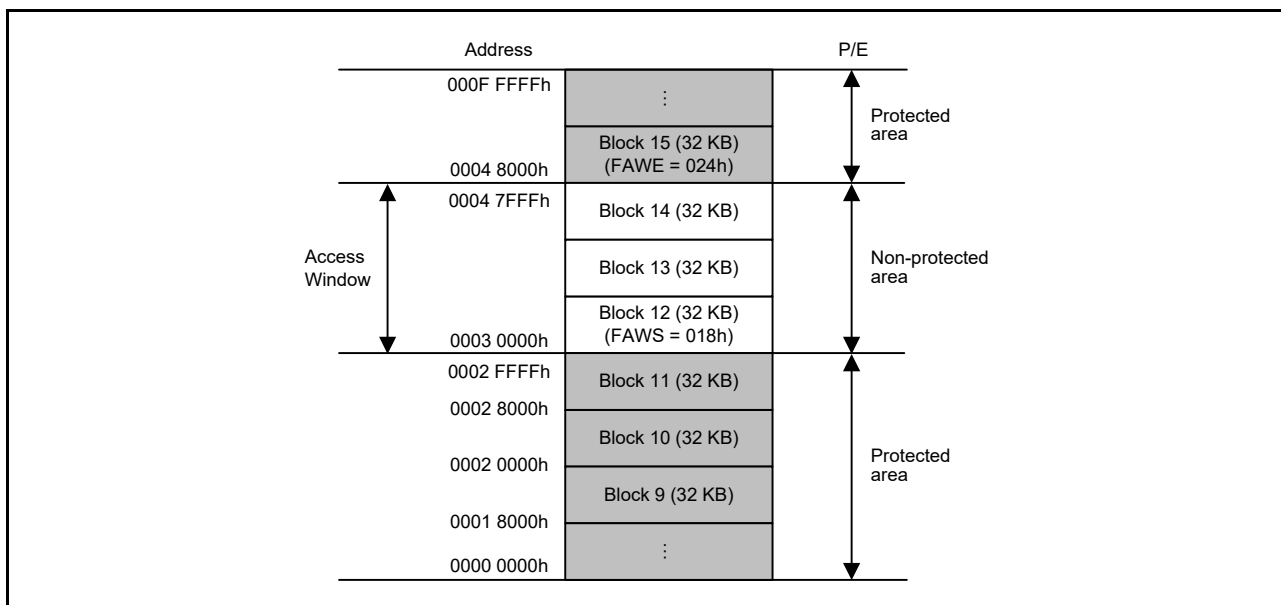 Address P/E
000F FFFFh
⋮
Protected
area
Block 15 (32 KB)
(FAWE = 024h)
0004 8000h
0004 7FFFh
Block 14 (32 KB)
Access
Window
Block 13 (32 KB)
Non-protected
area
Block 12 (32 KB)
(FAWS = 018h)
0003 0000h
0002 FFFFh
Block 11 (32 KB)
0002 8000h
Block 10 (32 KB)
0002 0000h
Protected
area
Block 9 (32 KB)
0001 8000h
⋮
0000 0000h